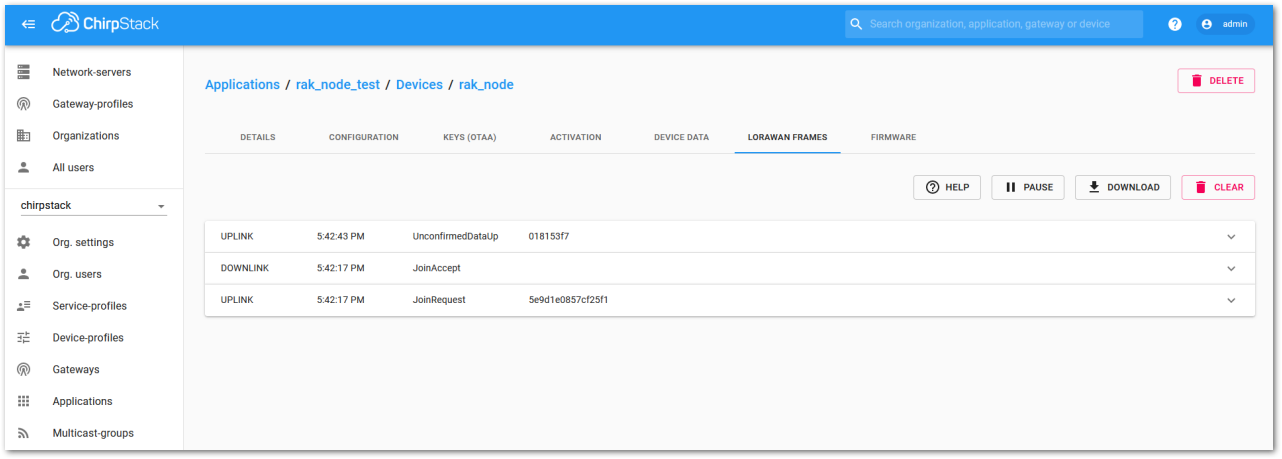 ChirpStack
Search organization, application, gateway or device
? admin
Network-servers
Gateway-profiles
Organizations
All users
chirpstack
Org. settings
Org. users
Service-profiles
Device-profiles
Gateways
Applications
Multicast-groups
Applications / rak_node_test / Devices / rak_node
DELETE
DETAILS CONFIGURATION KEYS (OTAA) ACTIVATION DEVICE DATA LORAWAN FRAMES FIRMWARE
? HELP PAUSE DOWNLOAD CLEAR
UPLINK 5:42:43 PM UnconfirmedDataUp 018153f7
DOWNLINK 5:42:17 PM JoinAccept
UPLINK 5:42:17 PM JoinRequest 5e9d1e0857cf25f1